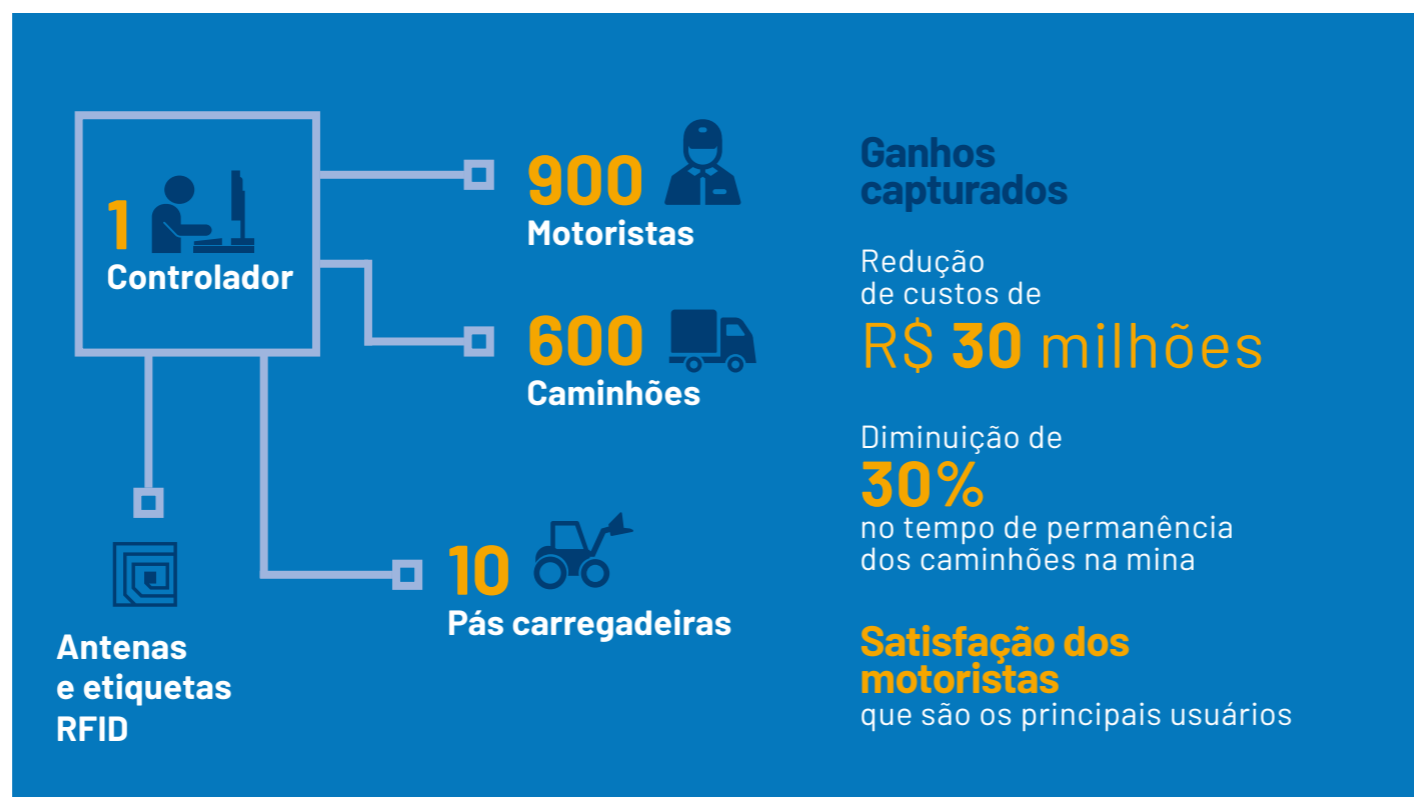 1
Controlador
900
Motoristas
600
Caminhões
10
Pás carregadeiras
Antenas
e etiquetas
RFID
Ganhos
capturados
Redução
de custos de
R$ 30 milhões
Diminuição de
30%
no tempo de permanência
dos caminhões na mina
Satisfação dos
motoristas
que são os principais usuários